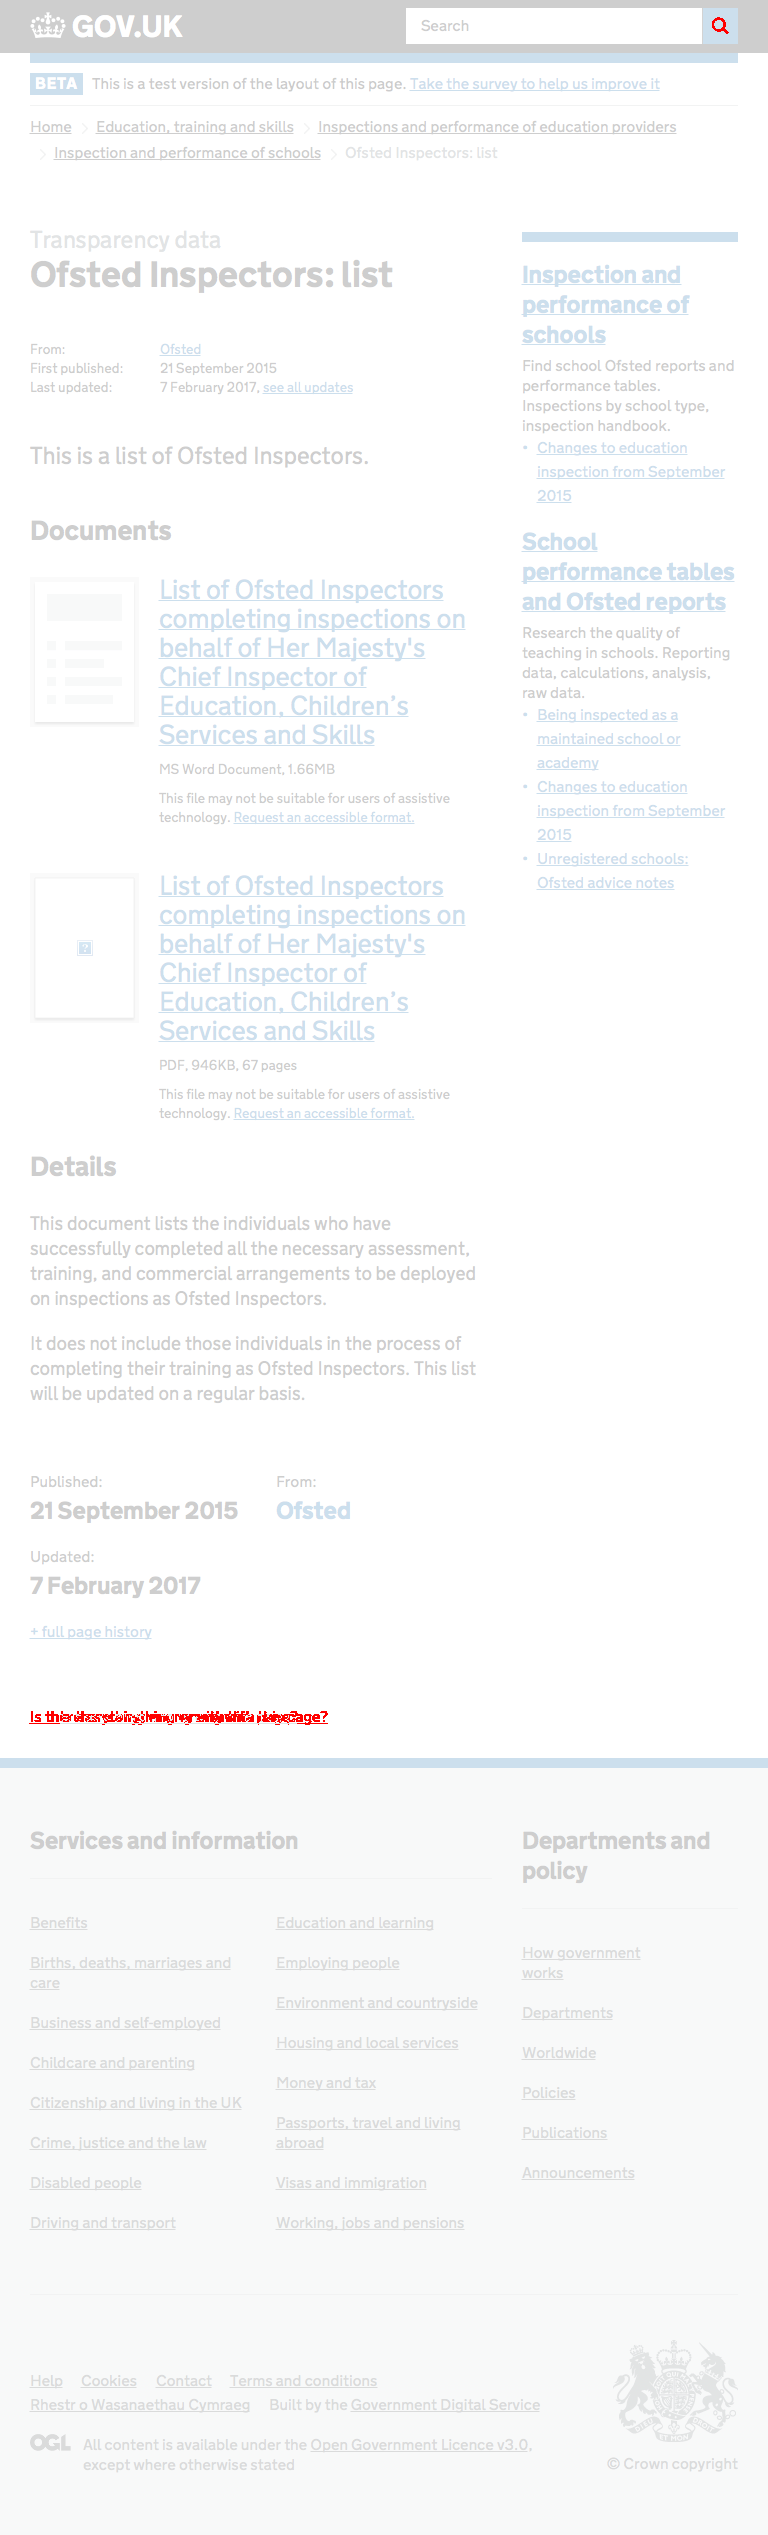 GOV.UK
Search
BETA This is a test version of the layout of this page. Take the survey to help us improve it
Home Education, training and skills Inspections and performance of education providers
Inspection and performance of schools Ofsted Inspectors: list
Transparency data
Ofsted Inspectors: list
From: Ofsted
First published: 21 September 2015
Last updated: 7 February 2017, see all updates
This is a list of Ofsted Inspectors.
Documents
List of Ofsted Inspectors
completing inspections on
behalf of Her Majesty's
Chief Inspector of
Education, Children’s
Services and Skills
MS Word Document, 1.66MB
This file may not be suitable for users of assistive
technology. Request an accessible format.
List of Ofsted Inspectors
completing inspections on
behalf of Her Majesty's
Chief Inspector of
Education, Children’s
Services and Skills
PDF, 946KB, 67 pages
This file may not be suitable for users of assistive
technology. Request an accessible format.
Details
This document lists the individuals who have
successfully completed all the necessary assessment,
training, and commercial arrangements to be deployed
on inspections as Ofsted Inspectors.
It does not include those individuals in the process of
completing their training as Ofsted Inspectors. This list
will be updated on a regular basis.
Published:
21 September 2015
From:
Ofsted
Updated:
7 February 2017
+ full page history
Inspection and
performance of
schools
Find school Ofsted reports and
performance tables.
Inspections by school type,
inspection handbook.
• Changes to education
inspection from September
2015
School
performance tables
and Ofsted reports
Research the quality of
teaching in schools. Reporting
data, calculations, analysis,
raw data.
• Being inspected as a
maintained school or
academy
• Changes to education
inspection from September
2015
• Unregistered schools:
Ofsted advice notes
Is page?
Services and information
Benefits
Births, deaths, marriages and
care
Business and self-employed
Childcare and parenting
Citizenship and living in the UK
Crime, justice and the law
Disabled people
Driving and transport
Education and learning
Employing people
Environment and countryside
Housing and local services
Money and tax
Passports, travel and living
abroad
Visas and immigration
Working, jobs and pensions
Departments and
policy
How government
works
Departments
Worldwide
Policies
Publications
Announcements
Help Cookies Contact Terms and conditions
Rhestr o Wasanaethau Cymraeg Built by the Government Digital Service
OGL All content is available under the Open Government Licence v3.0,
except where otherwise stated
© Crown copyright